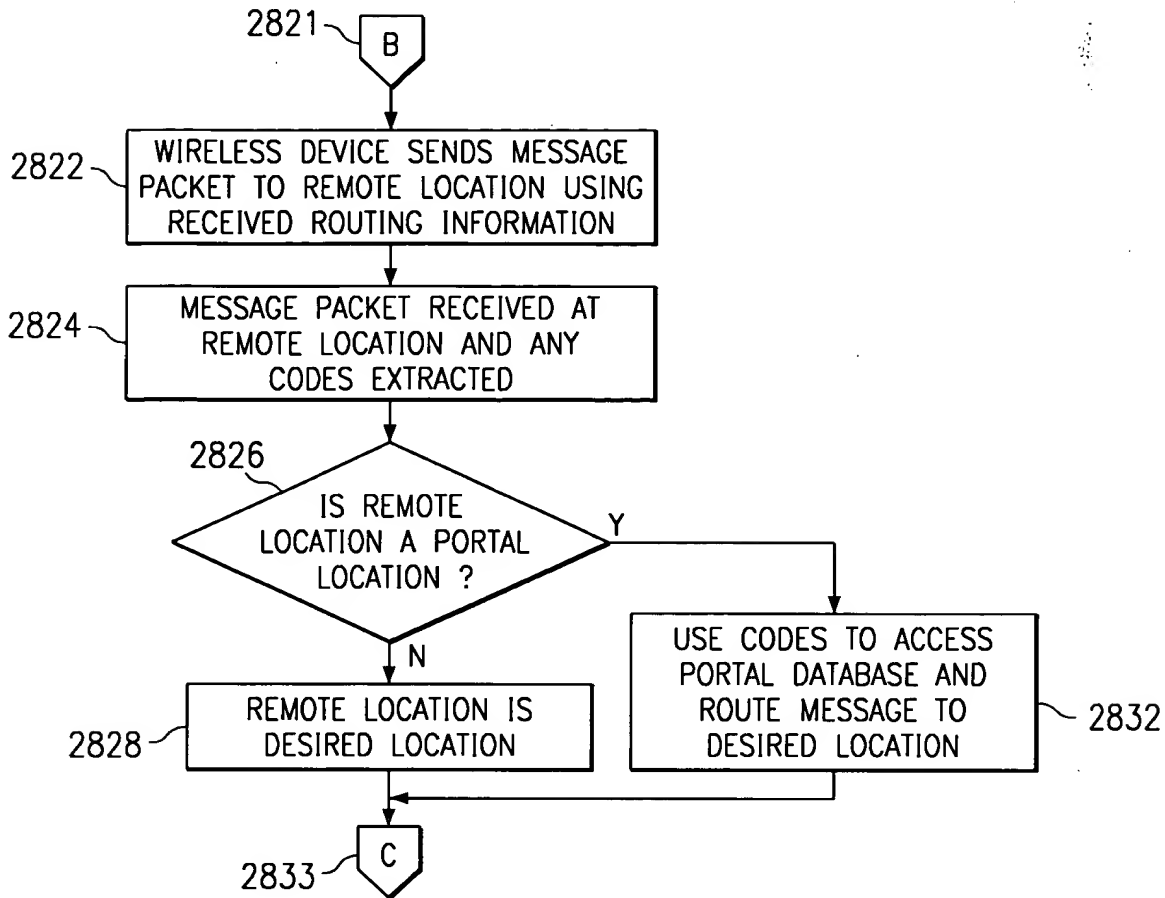 2821
B
2822
WIRELESS DEVICE SENDS MESSAGE
PACKET TO REMOTE LOCATION USING
RECEIVED ROUTING INFORMATION
2824
MESSAGE PACKET RECEIVED AT
REMOTE LOCATION AND ANY
CODES EXTRACTED
2826
IS REMOTE
LOCATION A PORTAL
LOCATION ?
Y
N
2828
REMOTE LOCATION IS
DESIRED LOCATION
USE CODES TO ACCESS
PORTAL DATABASE AND
ROUTE MESSAGE TO
DESIRED LOCATION
2832
C
2833